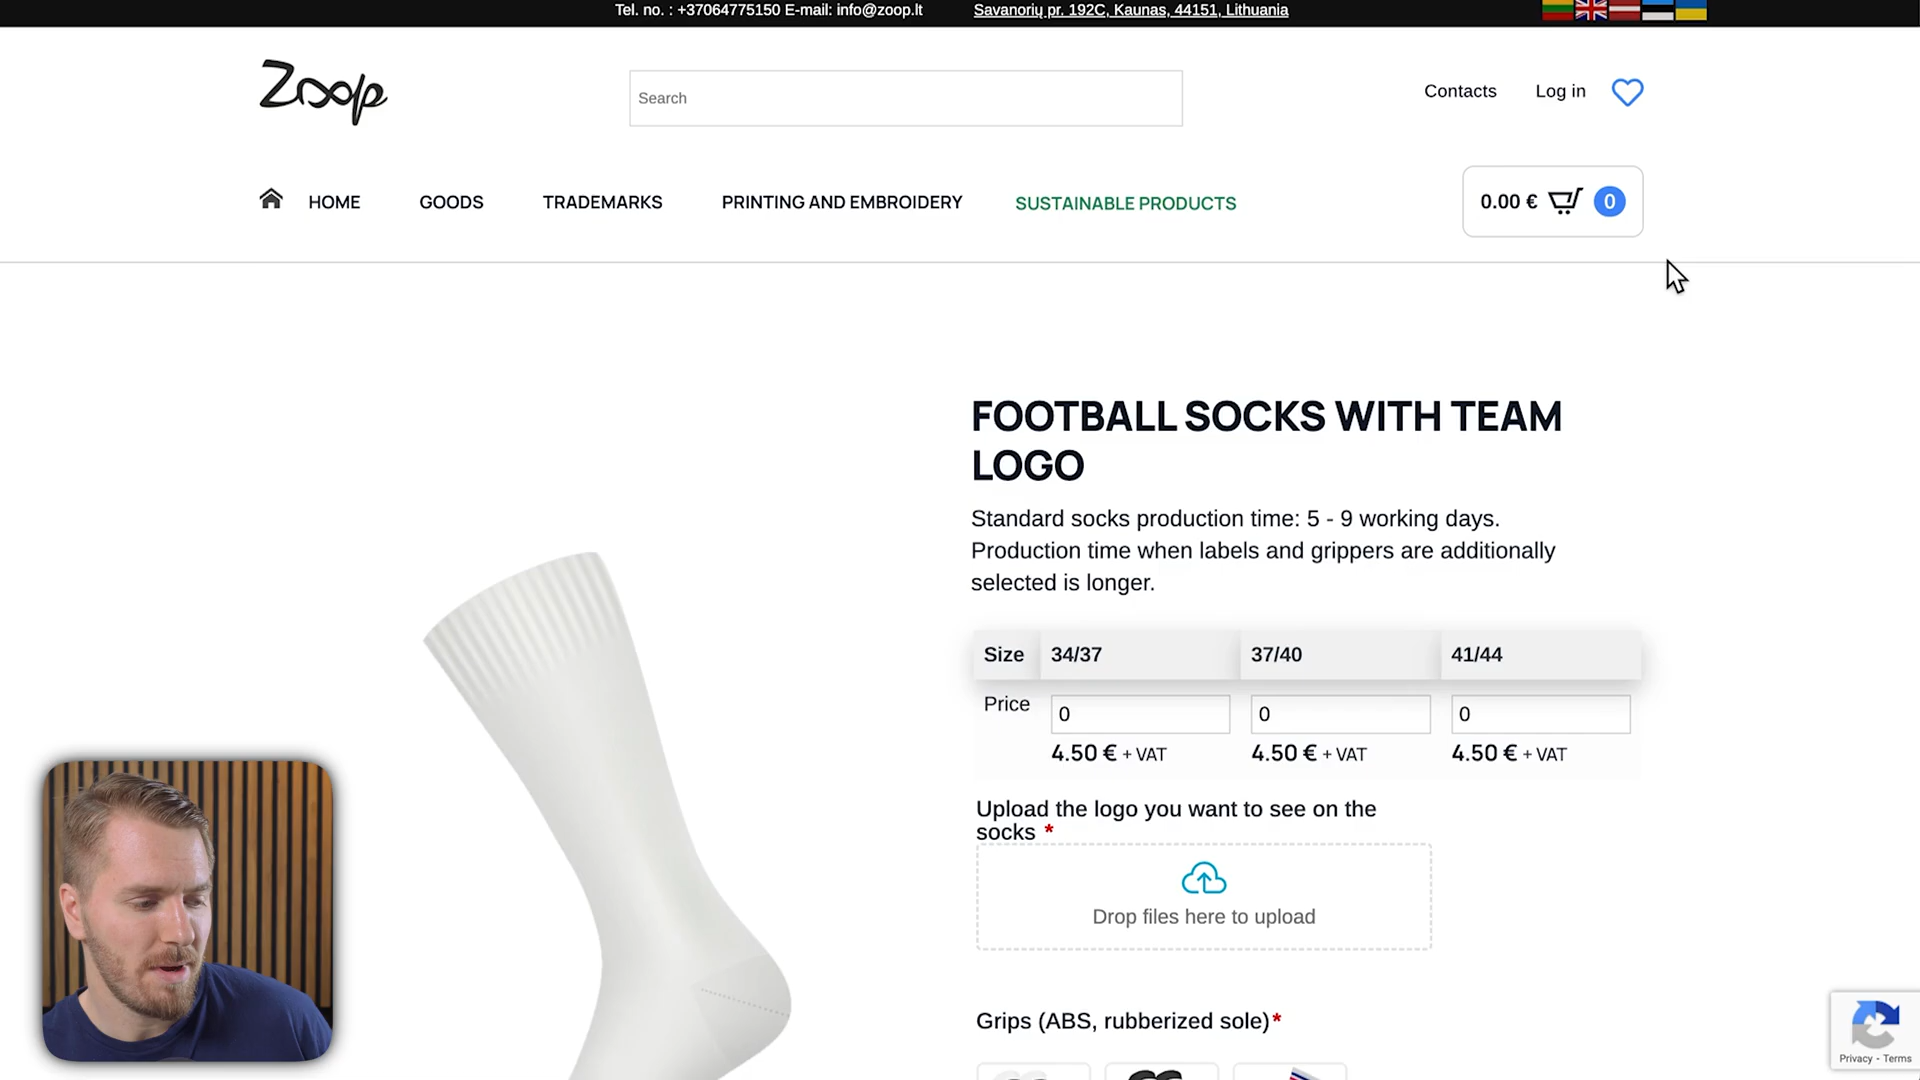 Tel. no. : +37064775150 E-mail: info@zoop.lt
Savanorių pr. 192C, Kaunas, 44151, Lithuania
Zoop
Search
Contacts
Log in
HOME
GOODS
TRADEMARKS
PRINTING AND EMBROIDERY
SUSTAINABLE PRODUCTS
0.00 €
0
FOOTBALL SOCKS WITH TEAM
LOGO
Standard socks production time: 5 - 9 working days.
Production time when labels and grippers are additionally
selected is longer.
Size 34/37 37/40 41/44
Price 0 0 0
4.50 € + VAT 4.50 € + VAT 4.50 € + VAT
Upload the logo you want to see on the
socks *
Drop files here to upload
Grips (ABS, rubberized sole)*
Privacy - Terms